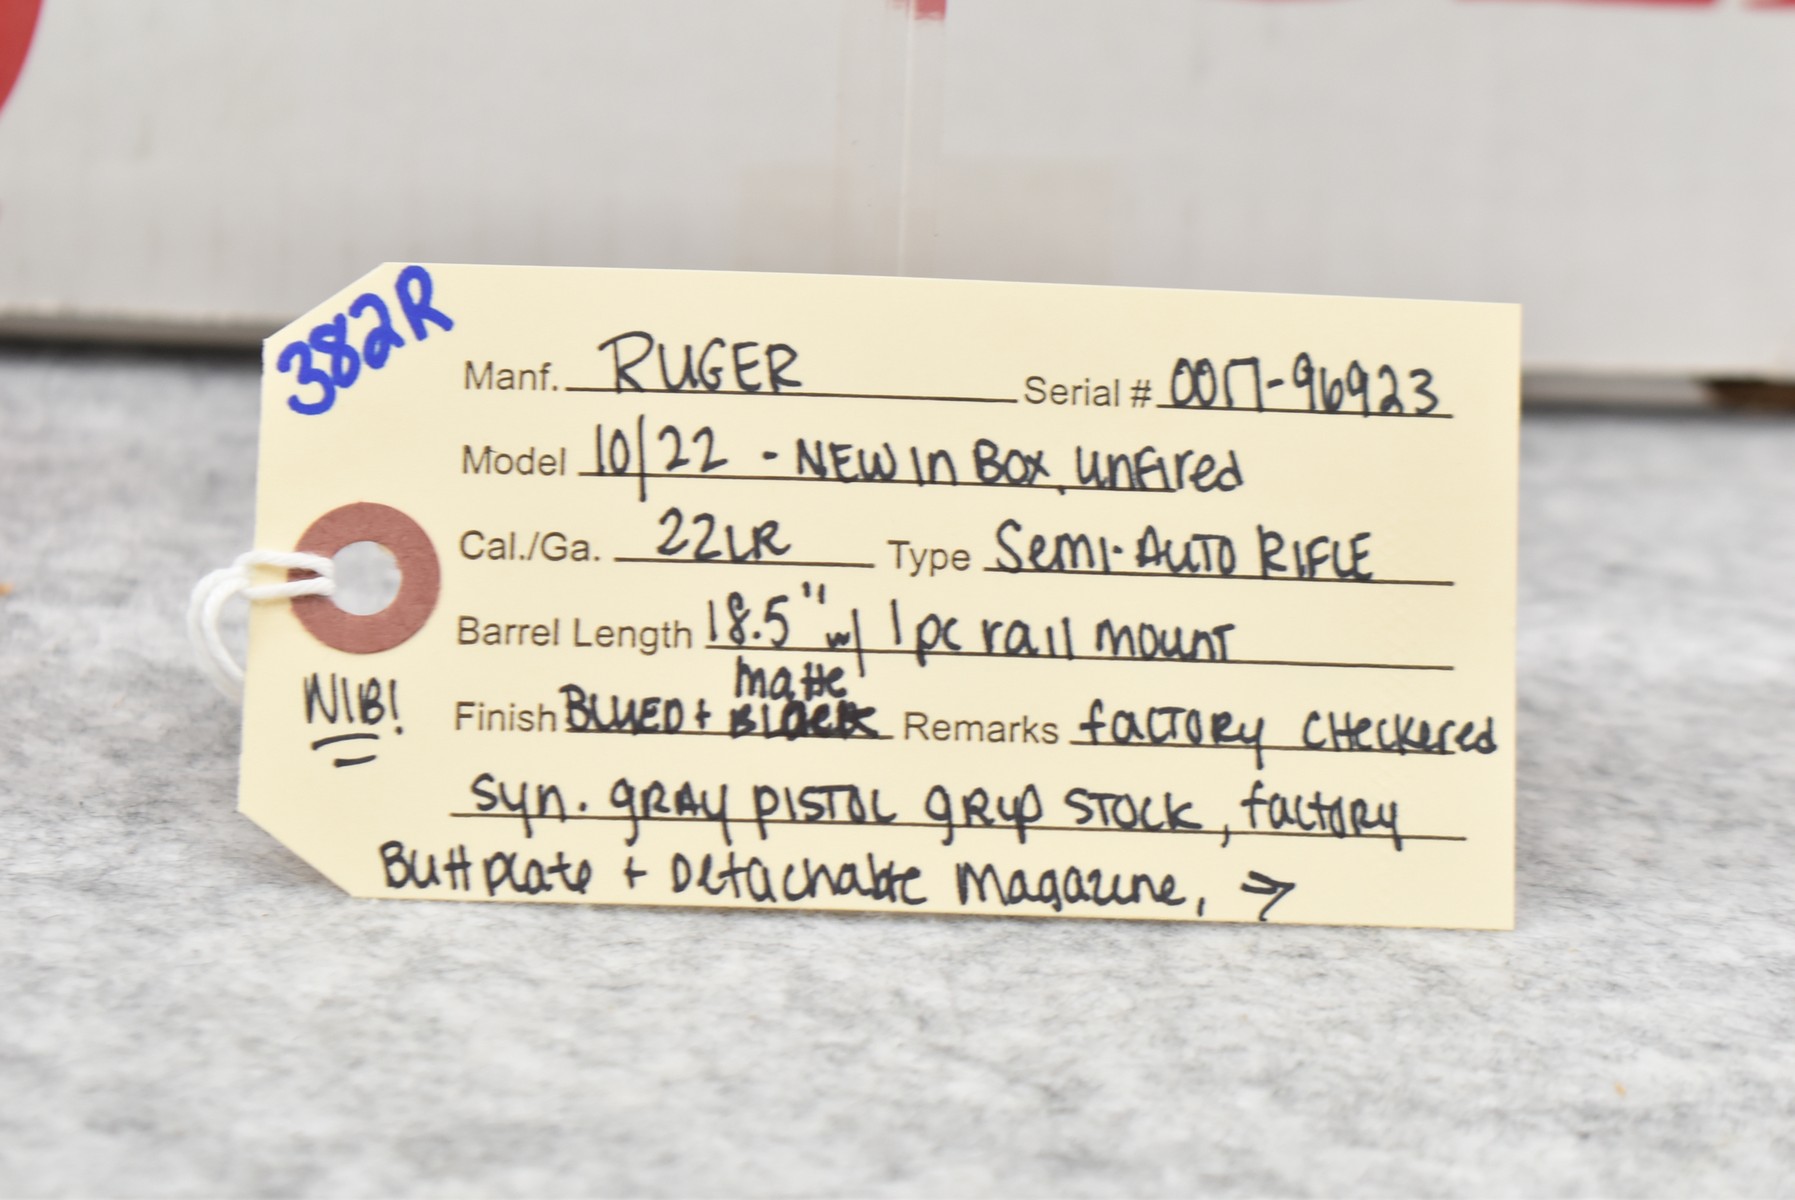 382R
Manf. RUGER Serial # 0017-96923
Model 10/22 - NEW IN BOX, UNFIRED
Cal./Ga. 22LR Type SEMI-AUTO RIFLE
Barrel Length 18.5" w/ 1pc rail mount
matte
NIB!
Finish BLUED + BLACK Remarks factory CHeckered
syn. gray PISTOL grip STOCK, factory
Buttplate + Detachable Magazine, →